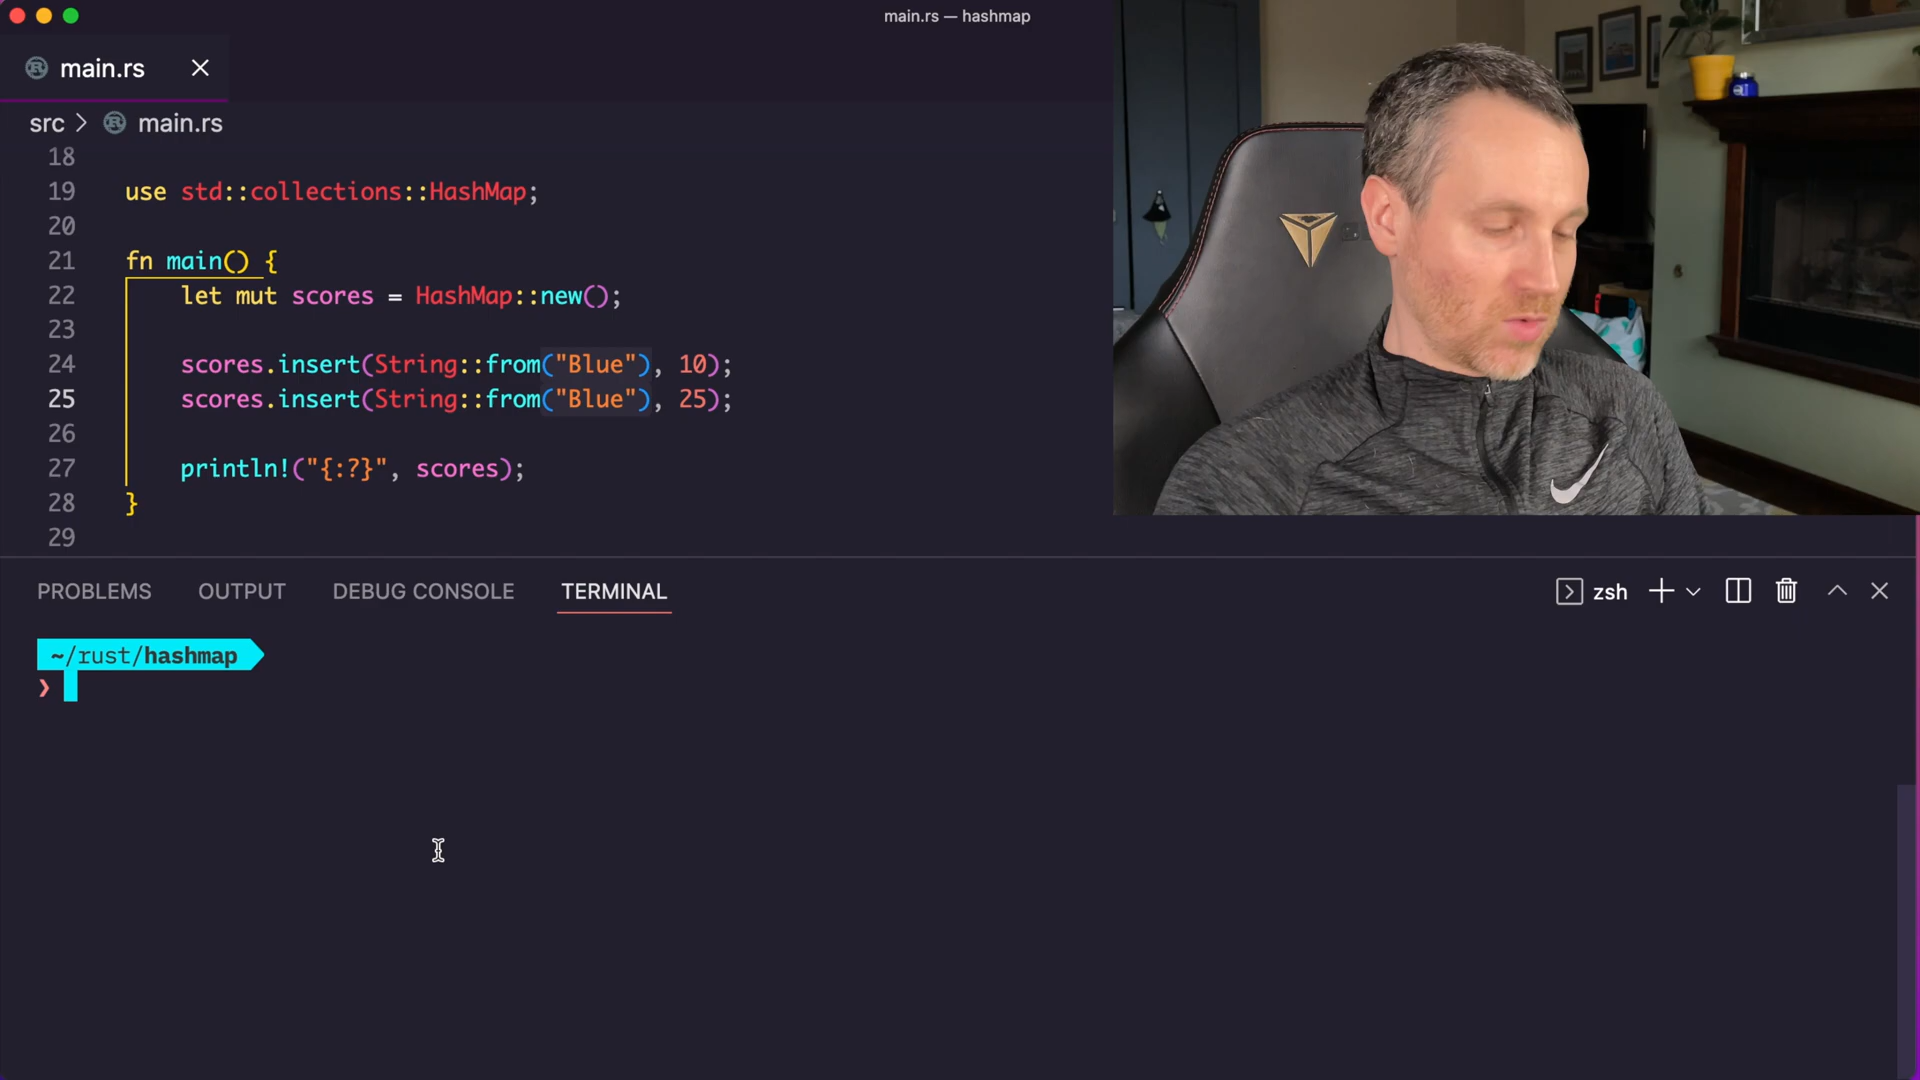 main.rs — hashmap
main.rs
src > main.rs
18
19 use std::collections::HashMap;
20
21 fn main() {
22 let mut scores = HashMap::new();
23
24 scores.insert(String::from("Blue"), 10);
25 scores.insert(String::from("Blue"), 25);
26
27 println!("{:?}", scores);
28 }
29
PROBLEMS OUTPUT DEBUG CONSOLE TERMINAL zsh
~/rust/hashmap
❯